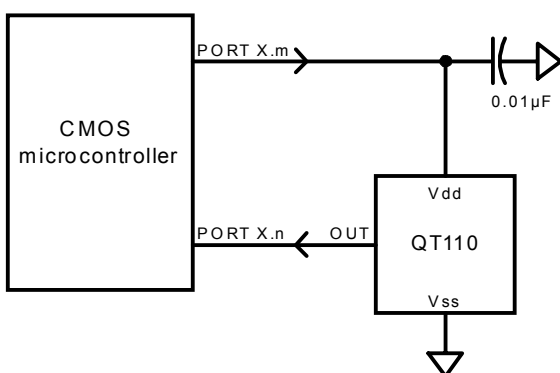 PORT X.m
0.01µF
CMOS
microcontroller
Vdd
PORT X.n
OUT
QT110
Vss